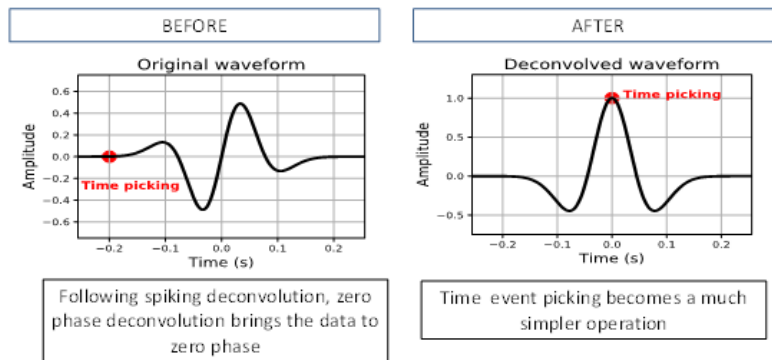 BEFORE
AFTER
Original waveform
Deconvolved waveform
Amplitude
0.6
0.4
0.2
0.0
−0.2
−0.4
−0.6
Time picking
−0.2
−0.1
0.0
0.1
0.2
Time (s)
Amplitude
1.0
0.5
0.0
−0.5
Time picking
−0.2
−0.1
0.0
0.1
0.2
Time (s)
Following spiking deconvolution, zero
phase deconvolution brings the data to
zero phase
Time event picking becomes a much
simpler operation